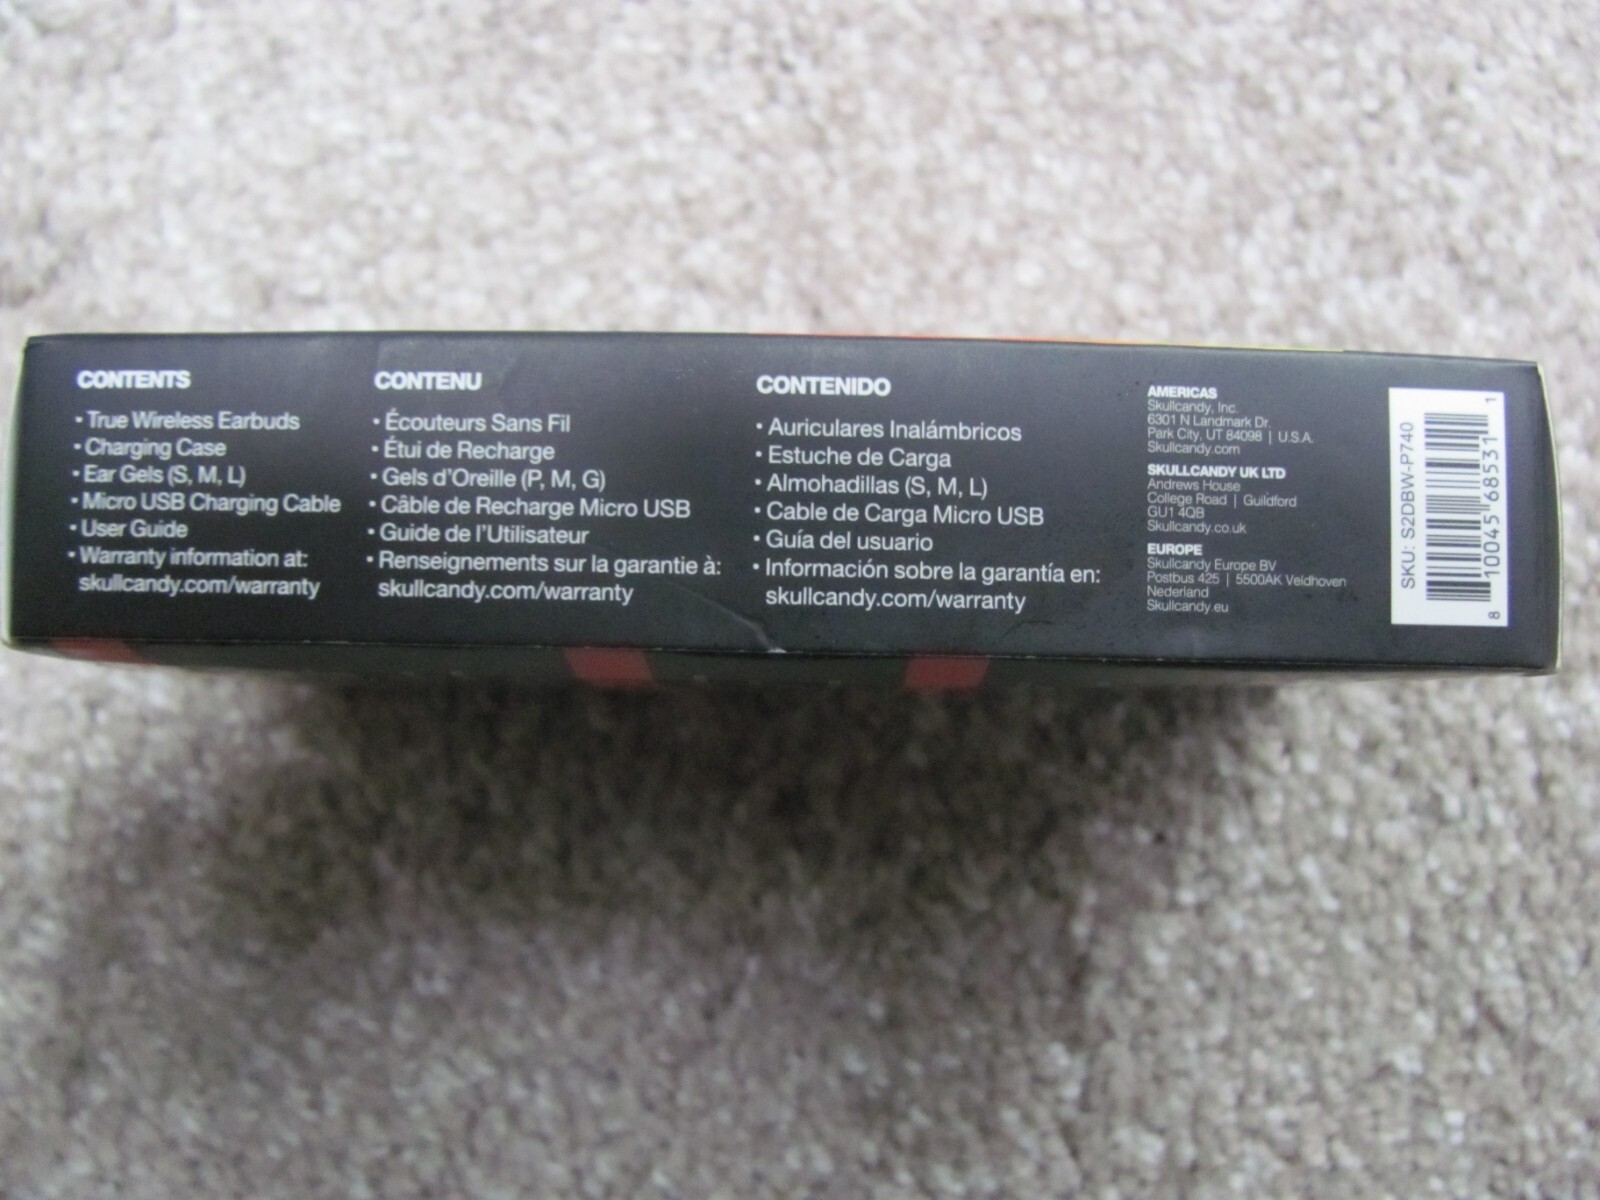 CONTENTS
• True Wireless Earbuds
• Charging Case
• Ear Gels (S, M, L)
• Micro USB Charging Cable
• User Guide
• Warranty information at:
skullcandy.com/warranty
CONTENU
• Écouteurs Sans Fil
• Étui de Recharge
• Gels d'Oreille (P, M, G)
• Câble de Recharge Micro USB
• Guide de l'Utilisateur
• Renseignements sur la garantie à:
skullcandy.com/warranty
CONTENIDO
• Auriculares Inalámbricos
• Estuche de Carga
• Almohadillas (S, M, L)
• Cable de Carga Micro USB
• Guía del usuario
• Información sobre la garantía en:
skullcandy.com/warranty
AMERICAS
Skullcandy, Inc.
6301 N Landmark Dr.
Park City, UT 84098 | U.S.A.
Skullcandy.com
SKULLCANDY UK LTD
Andrews House
College Road | Guildford
GU1 4QB
Skullcandy.co.uk
EUROPE
Skullcandy Europe BV
Postbus 425 | 5500AK Veldhoven
Nederland
Skullcandy.eu
SKU: S2DBW-P740
8 10045 68531 1